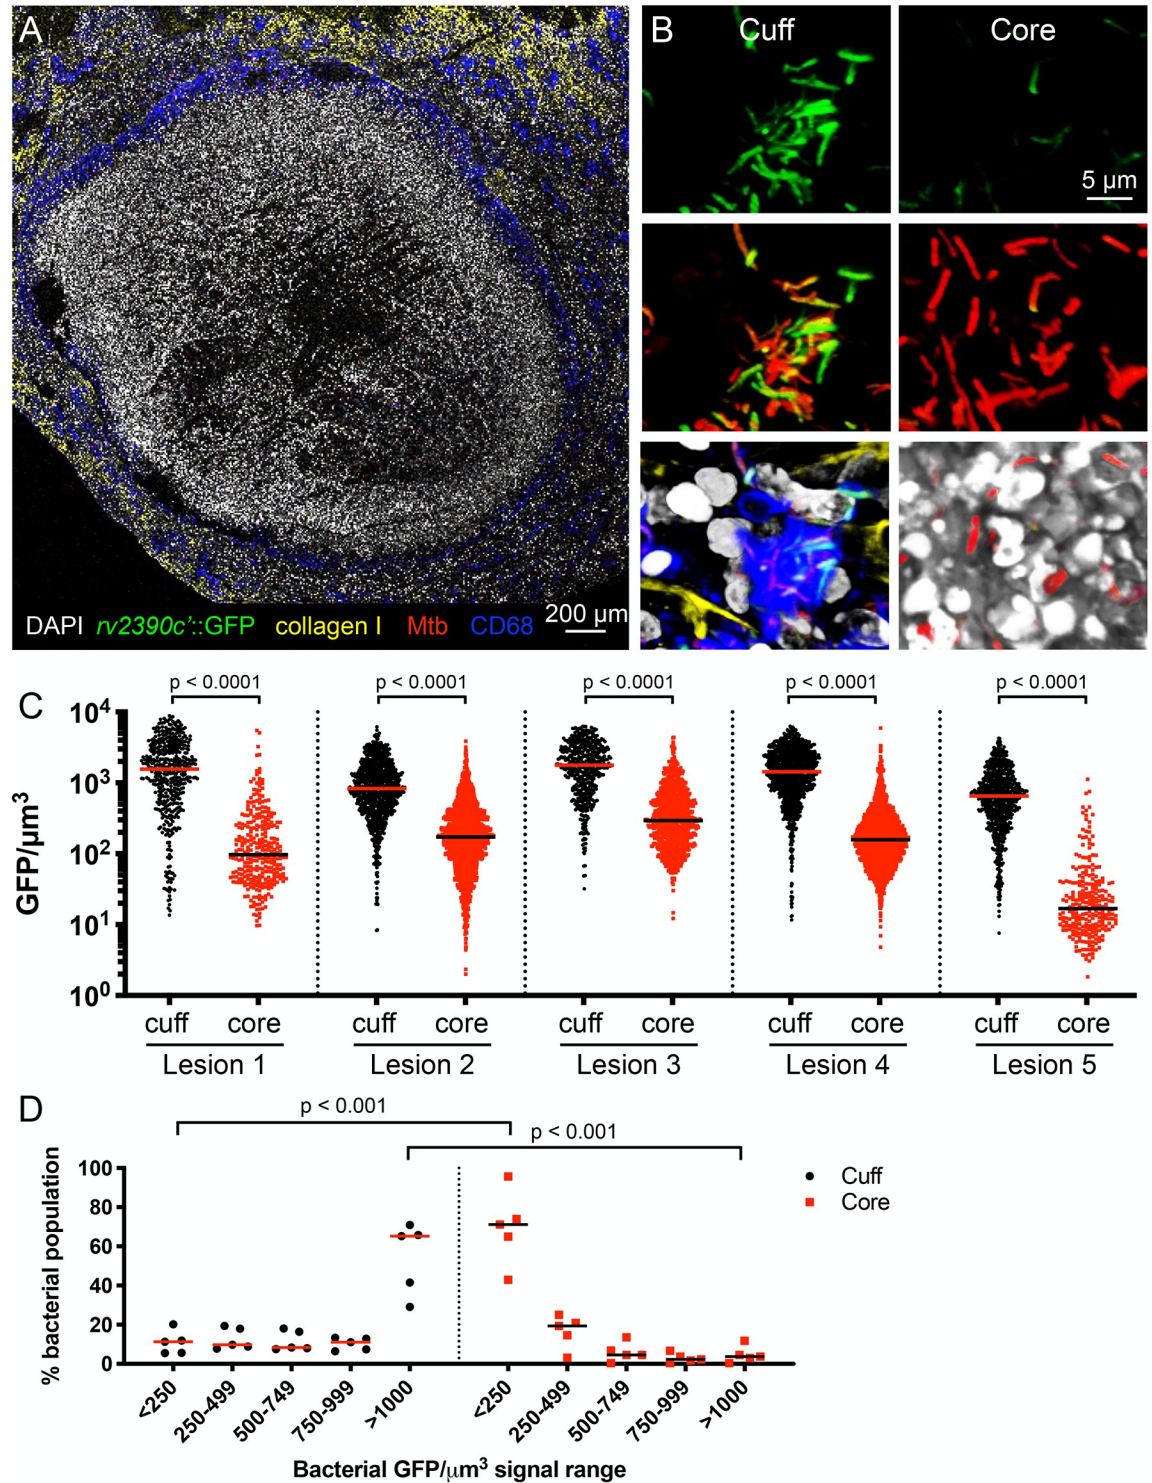 A
DAPI rv2390c’::GFP collagen I Mtb CD68
200 µm
B
Cuff Core
5 µm
C
p < 0.0001 p < 0.0001 p < 0.0001 p < 0.0001 p < 0.0001
GFP/µm³
10⁴
10³
10²
10¹
10⁰
cuff core cuff core cuff core cuff core cuff core
Lesion 1 Lesion 2 Lesion 3 Lesion 4 Lesion 5
D
p < 0.001
p < 0.001
% bacterial population
100
80
60
40
20
0
Cuff
Core
<250 250-499 500-749 750-999 >1000 <250 250-499 500-749 750-999 >1000
Bacterial GFP/µm³ signal range